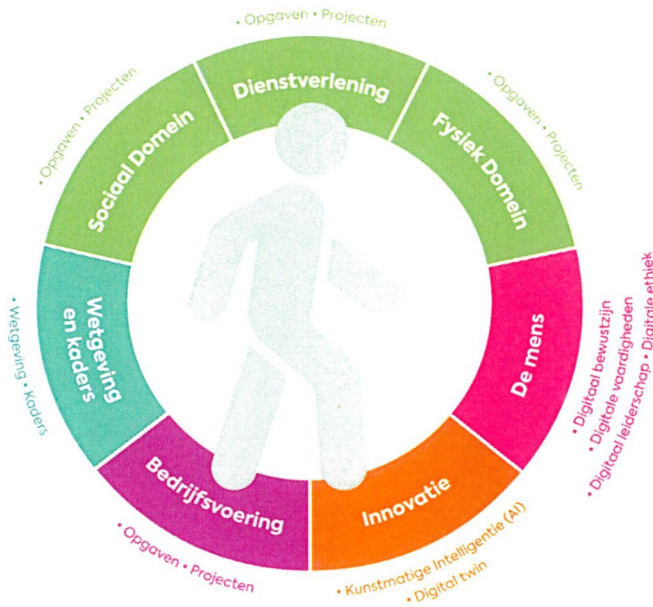 • Opgaven • Projecten
Dienstverlening
• Opgaven • Projecten
Fysiek Domein
De mens
• Digitaal bewustzijn
• Digitale vaardigheden
• Digitaal leiderschap • Digitale ethiek
Innovatie
• Kunstmatige Intelligentie (AI)
• Digital twin
Bedrijfsvoering
• Opgaven • Projecten
Wetgeving
en kaders
• Wetgeving • Kaders
Sociaal Domein
• Opgaven • Projecten